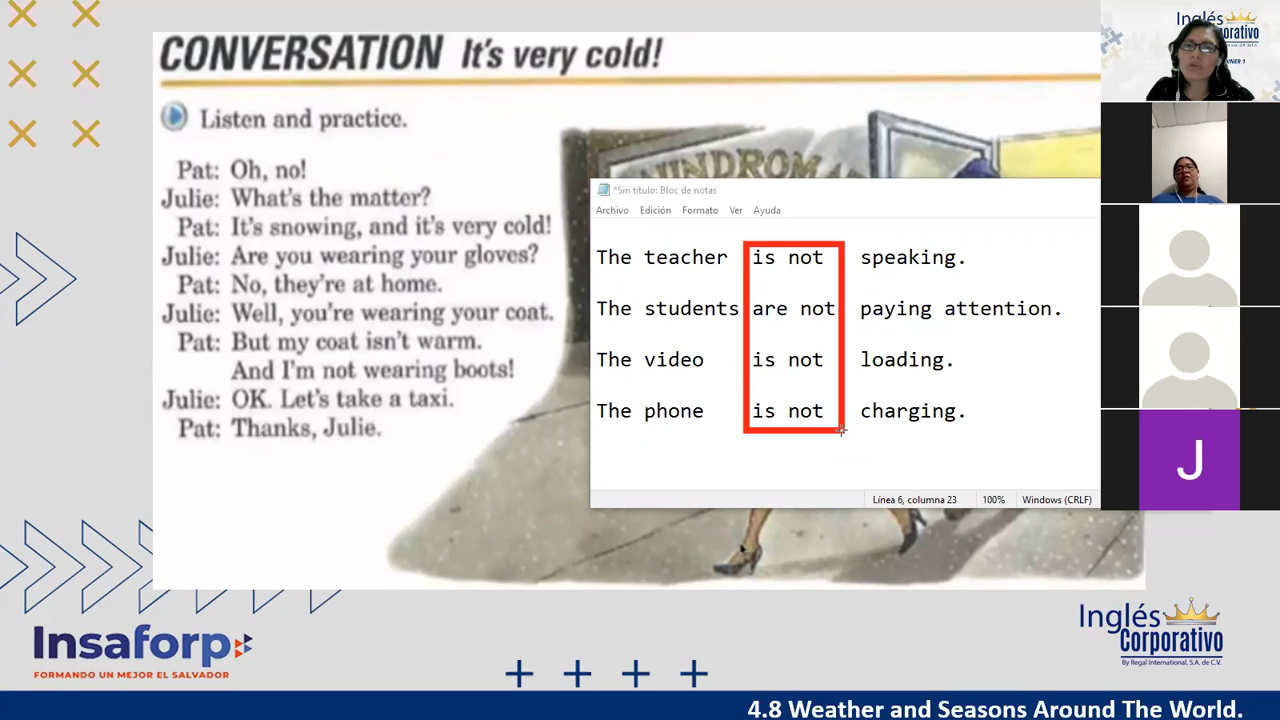 CONVERSATION It's very cold!
Listen and practice.
Pat: Oh, no!
Julie: What's the matter?
Pat: It's snowing, and it's very cold!
Julie: Are you wearing your gloves?
Pat: No, they're at home.
Julie: Well, you're wearing your coat.
Pat: But my coat isn't warm.
And I'm not wearing boots!
Julie: OK. Let's take a taxi.
Pat: Thanks, Julie.
*Sin título: Bloc de notas
Archivo Edición Formato Ver Ayuda
The teacher is not speaking.
The students are not paying attention.
The video is not loading.
The phone is not charging.
Línea 6, columna 23 100% Windows (CRLF)
Inglés
J
Insaforp
FORMANDO UN MEJOR EL SALVADOR
Inglés
Corporativo
By Regal International, S.A. de C.V.
4.8 Weather and Seasons Around The World.